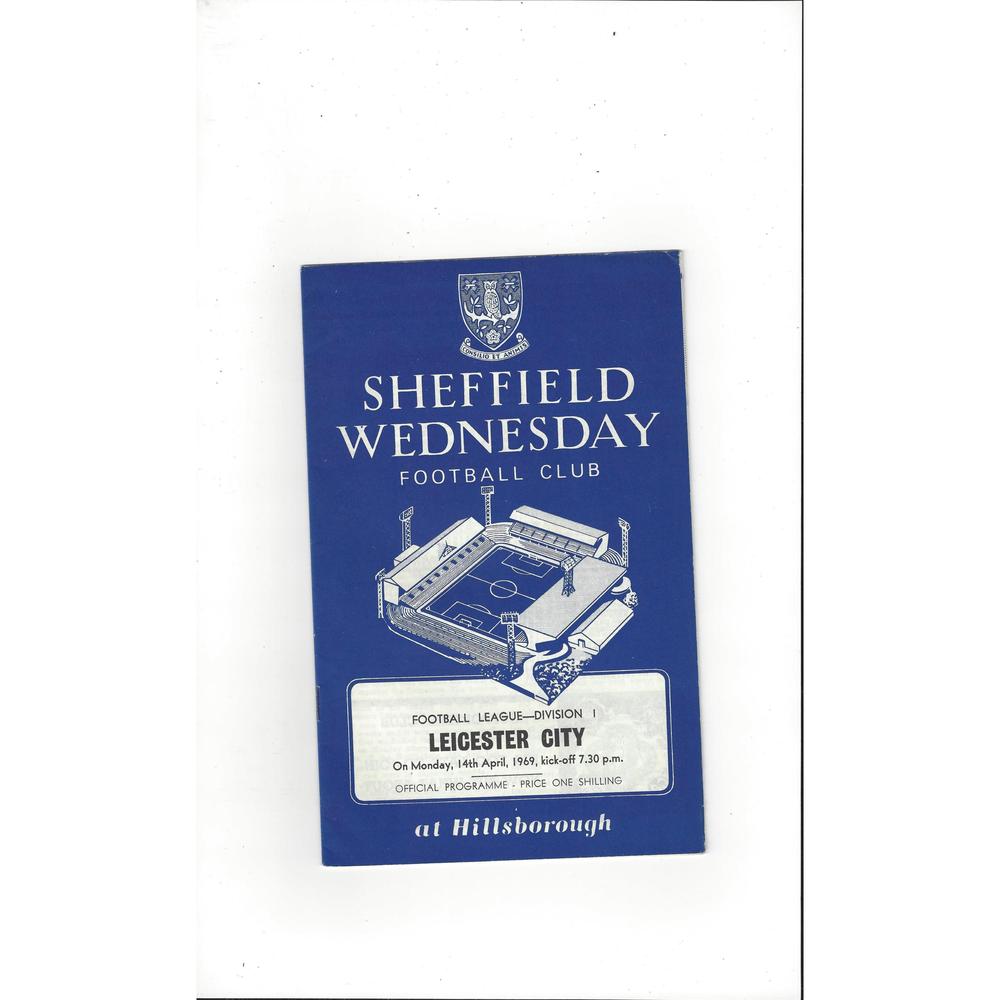 CONSILIO ET ANIMIS
SHEFFIELD
WEDNESDAY
FOOTBALL CLUB
FOOTBALL LEAGUE—DIVISION 1
LEICESTER CITY
On Monday, 14th April, 1969, kick-off 7.30 p.m.
OFFICIAL PROGRAMME - PRICE ONE SHILLING
at Hillsborough